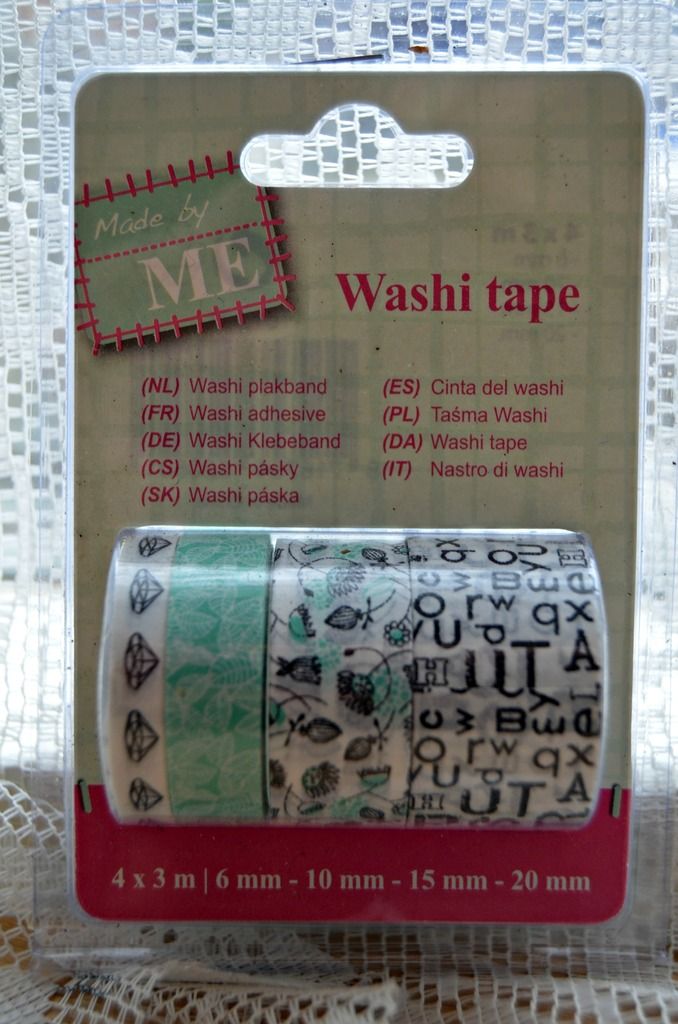 Made by
ME
Washi tape
(NL) Washi plakband
(FR) Washi adhesive
(DE) Washi Klebeband
(CS) Washi pásky
(SK) Washi páska
(ES) Cinta del washi
(PL) Taśma Washi
(DA) Washi tape
(IT) Nastro di washi
4 x 3 m | 6 mm - 10 mm - 15 mm - 20 mm